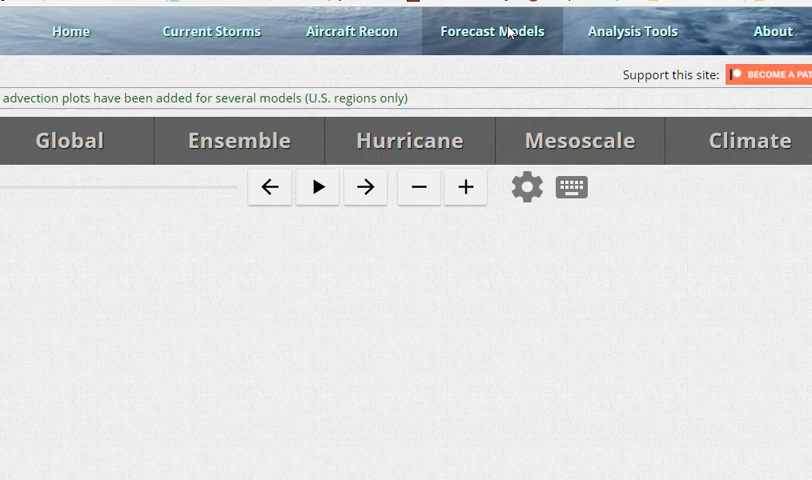 Home Current Storms Aircraft Recon Forecast Models Analysis Tools About
Support this site: BECOME A PAT
advection plots have been added for several models (U.S. regions only)
Global Ensemble Hurricane Mesoscale Climate